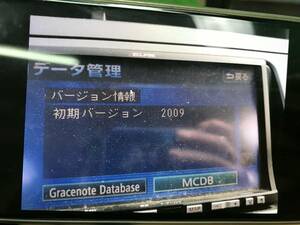 データ管理
戻る
バージョン情報
初期バージョン 2009
Gracenote Database
MCDB